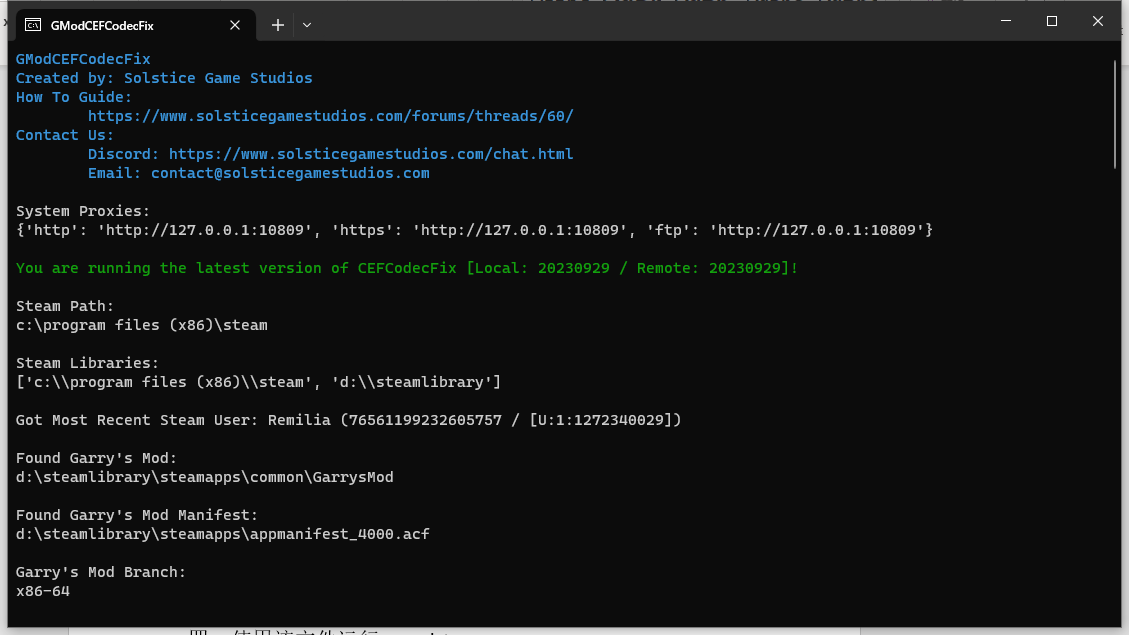 GModCEFCodecFix
GModCEFCodecFix
Created by: Solstice Game Studios
How To Guide:
https://www.solsticegamestudios.com/forums/threads/60/
Contact Us:
Discord: https://www.solsticegamestudios.com/chat.html
Email: contact@solsticegamestudios.com
System Proxies:
{'http': 'http://127.0.0.1:10809', 'https': 'http://127.0.0.1:10809', 'ftp': 'http://127.0.0.1:10809'}
You are running the latest version of CEFCodecFix [Local: 20230929 / Remote: 20230929]!
Steam Path:
c:\program files (x86)\steam
Steam Libraries:
['c:\\program files (x86)\\steam', 'd:\\steamlibrary']
Got Most Recent Steam User: Remilia (76561199232605757 / [U:1:1272340029])
Found Garry's Mod:
d:\steamlibrary\steamapps\common\GarrysMod
Found Garry's Mod Manifest:
d:\steamlibrary\steamapps\appmanifest_4000.acf
Garry's Mod Branch:
x86-64